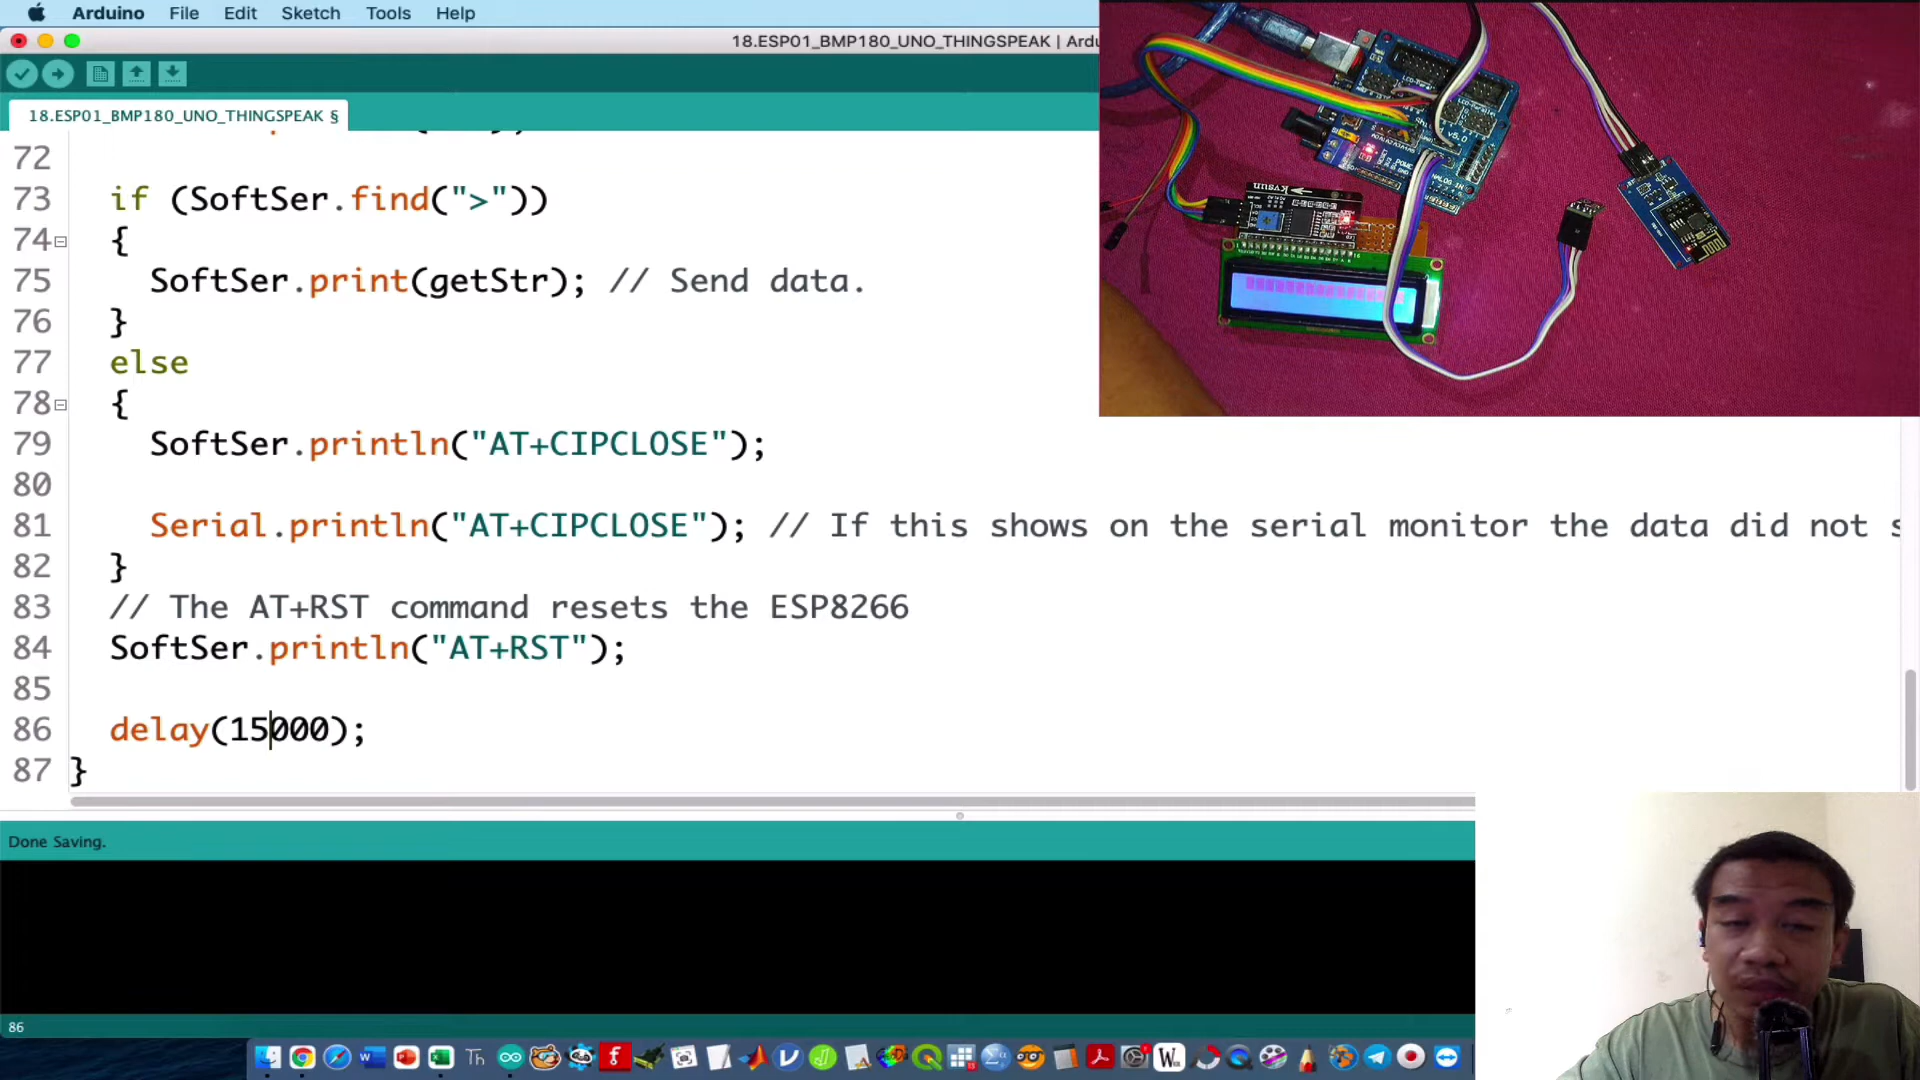 Arduino File Edit Sketch Tools Help
18.ESP01_BMP180_UNO_THINGSPEAK | Ardu
18.ESP01_BMP180_UNO_THINGSPEAK §
72
73 if (SoftSer.find(">"))
74 {
75 SoftSer.print(getStr); // Send data.
76 }
77 else
78 {
79 SoftSer.println("AT+CIPCLOSE");
80
81 Serial.println("AT+CIPCLOSE"); // If this shows on the serial monitor the data did not s
82 }
83 // The AT+RST command resets the ESP8266
84 SoftSer.println("AT+RST");
85
86 delay(15000);
87 }
Done Saving.
86